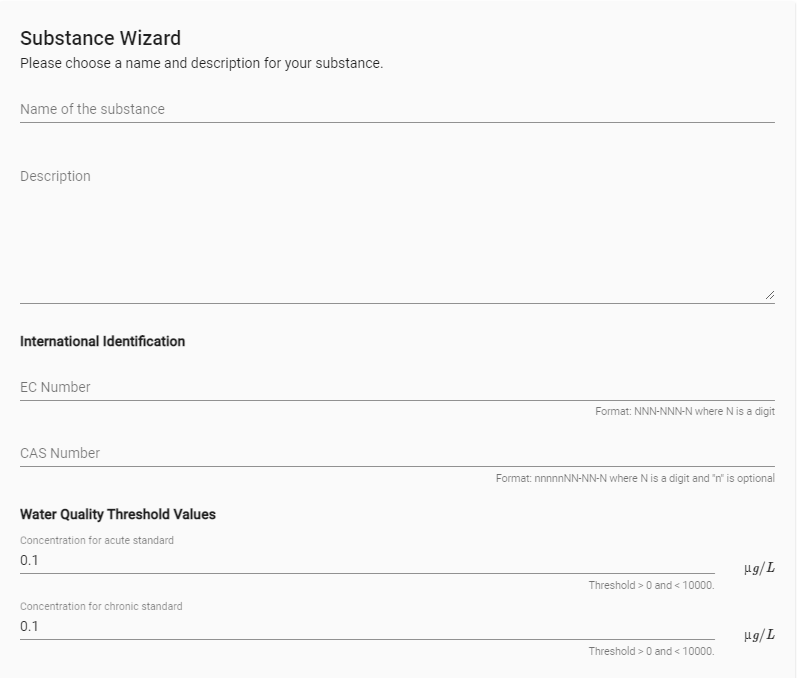 Substance Wizard
Please choose a name and description for your substance.
Name of the substance
Description
International Identification
EC Number
Format: NNN-NNN-N where N is a digit
CAS Number
Format: nnnnnNN-NN-N where N is a digit and "n" is optional
Water Quality Threshold Values
Concentration for acute standard
0.1
μg/L
Threshold > 0 and < 10000.
Concentration for chronic standard
0.1
μg/L
Threshold > 0 and < 10000.